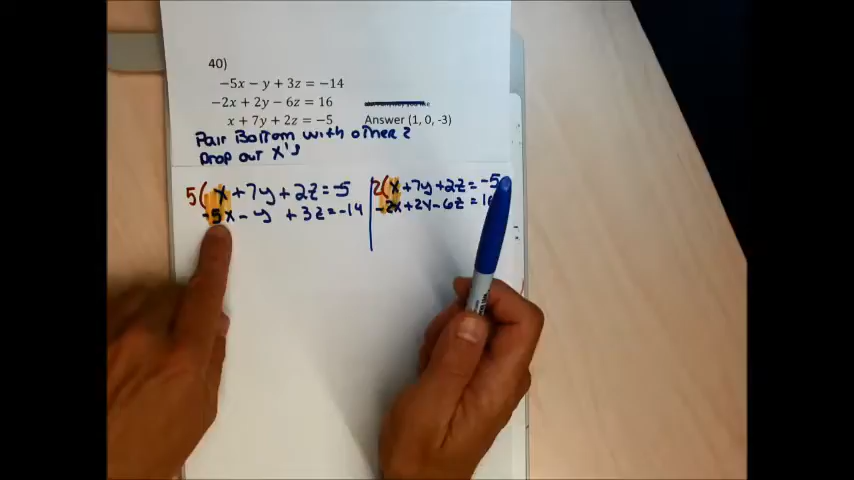 40)
−5x − y + 3z = −14
−2x + 2y − 6z = 16
x + 7y + 2z = −5
Answer (1, 0, -3)
Pair Bottom with other 2
Drop out X's
5( x + 7y + 2z = -5
-5x - y + 3z = -14
2( x + 7y + 2z = -5
-2x + 2y - 6z =